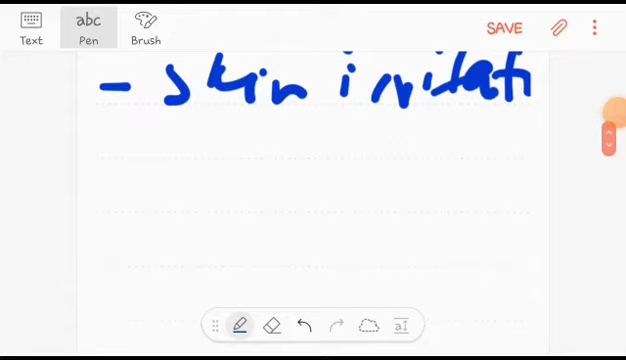 abc
SAVE
Text
Pen
Brush
- skin irritati